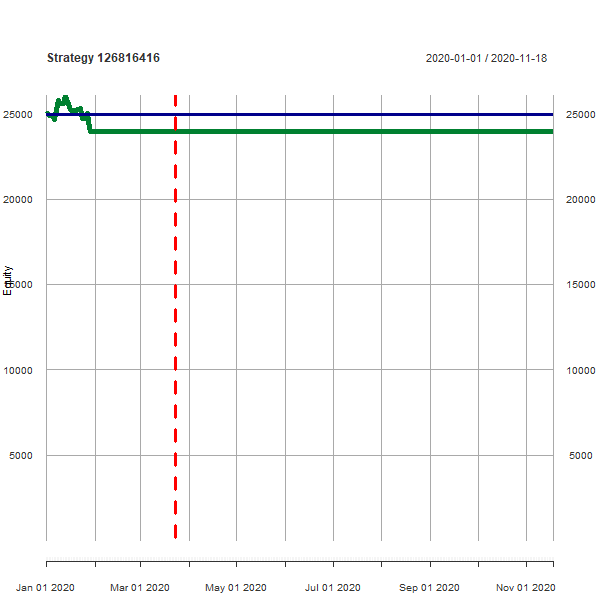 Strategy 126816416
2020-01-01 / 2020-11-18
25000
25000
20000
20000
Equity
15000
15000
10000
10000
5000
5000
Jan 01 2020
Mar 01 2020
May 01 2020
Jul 01 2020
Sep 01 2020
Nov 01 2020